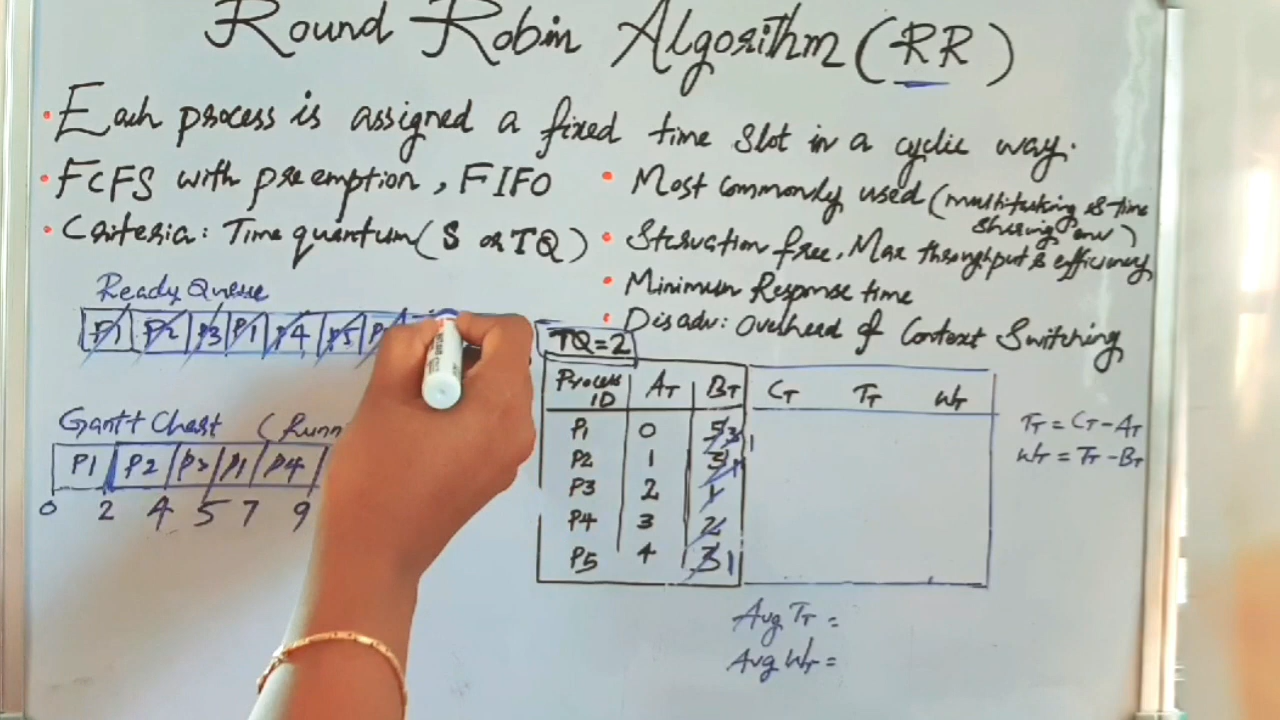 Round Robin Algorithm (RR)
• Each process is assigned a fixed time slot in a cyclic way.
• FCFS with preemption, FIFO
• Criteria: Time quantum (S or TQ)
• Most commonly used (multitasking & time
sharing env)
• Starvation free, Max throughput & efficiency
• Minimum Response time
• Disadv: Overhead of Context Switching
Ready Queue
P1 P2 P3 P1 P4 P5
Gantt Chart (Runn
P1 P2 P3 P1 P4
0 2 4 5 7 9
TQ=2
Process ID AT BT CT TT WT
P1 0 5 3 1
P2 1 3 1
P3 2 1
P4 3 2
P5 4 3 1
TT = CT - AT
WT = TT - BT
Avg TT =
Avg WT =